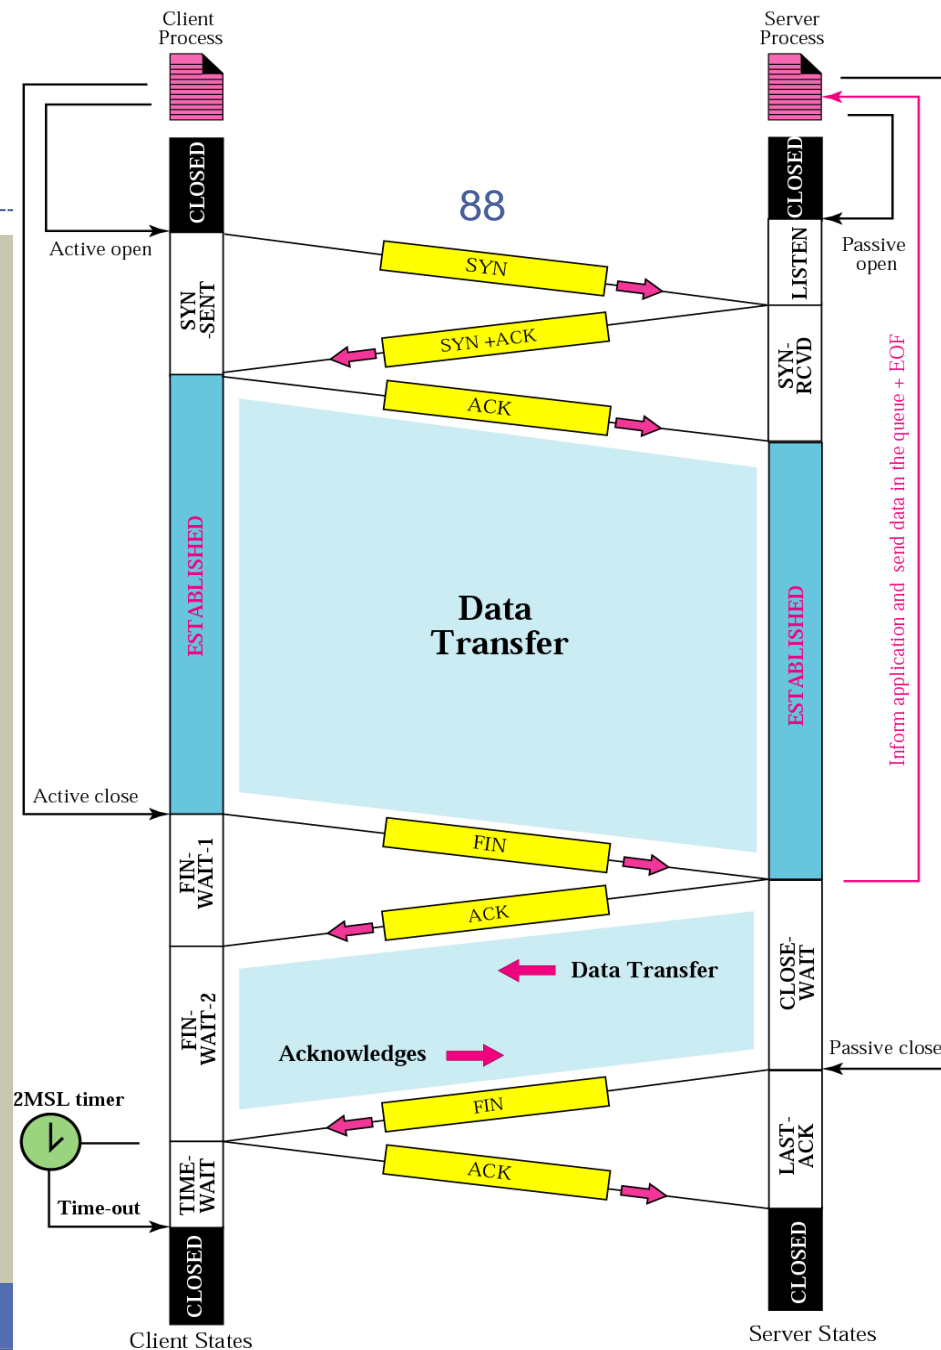 Client
Process
Server
Process
CLOSED
CLOSED
88
Active open
Passive
open
SYN
LISTEN
SYN
-SENT
SYN +ACK
SYN-
RCVD
ACK
Inform application and send data in the queue + EOF
ESTABLISHED
Data
Transfer
ESTABLISHED
Active close
FIN
FIN-
WAIT-1
ACK
CLOSE-
WAIT
Data Transfer
FIN-
WAIT-2
Acknowledges
Passive close
2MSL timer
FIN
LAST-
ACK
ACK
TIME-
WAIT
Time-out
CLOSED
CLOSED
Client States
Server States